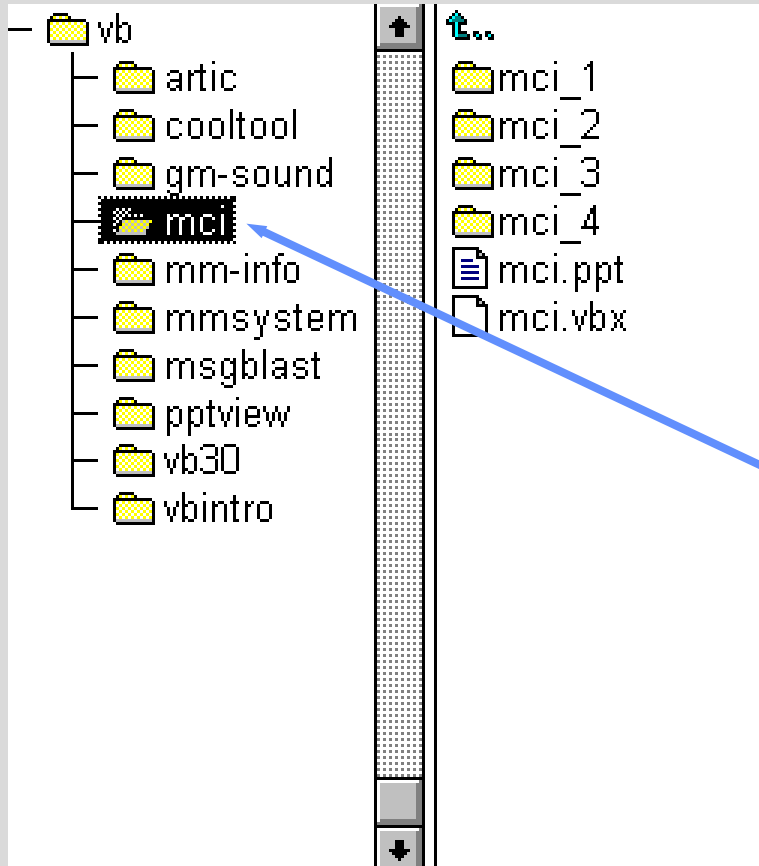 vb
artic
cooltool
gm-sound
mci
mm-info
mmsystem
msgblast
pptview
vb30
vbintro
..
mci_1
mci_2
mci_3
mci_4
mci.ppt
mci.vbx